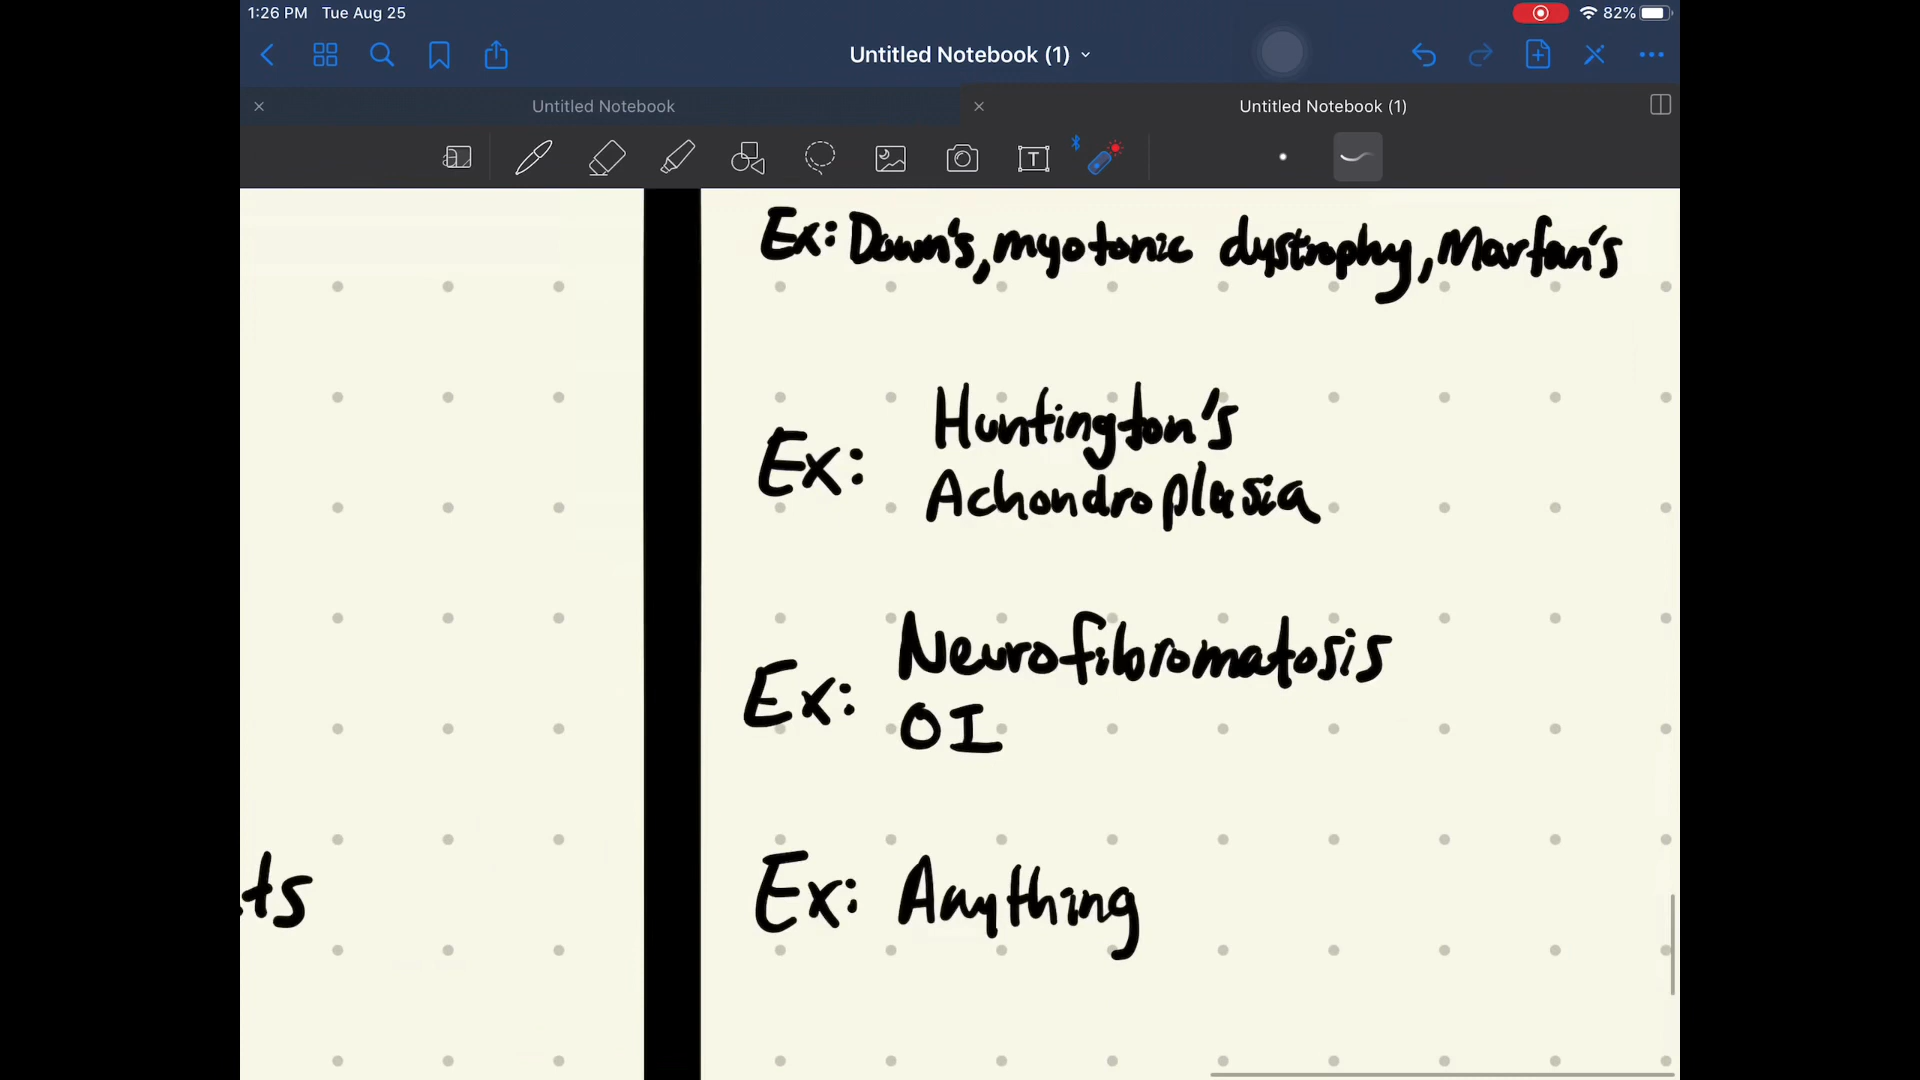 1:26 PM Tue Aug 25
82%
Untitled Notebook (1)
Untitled Notebook
Untitled Notebook (1)
T
Ex: Down's, myotonic dystrophy, Marfan's
Ex: Huntington's
Achondroplasia
Ex: Neurofibromatosis
OI
ts
Ex: Anything